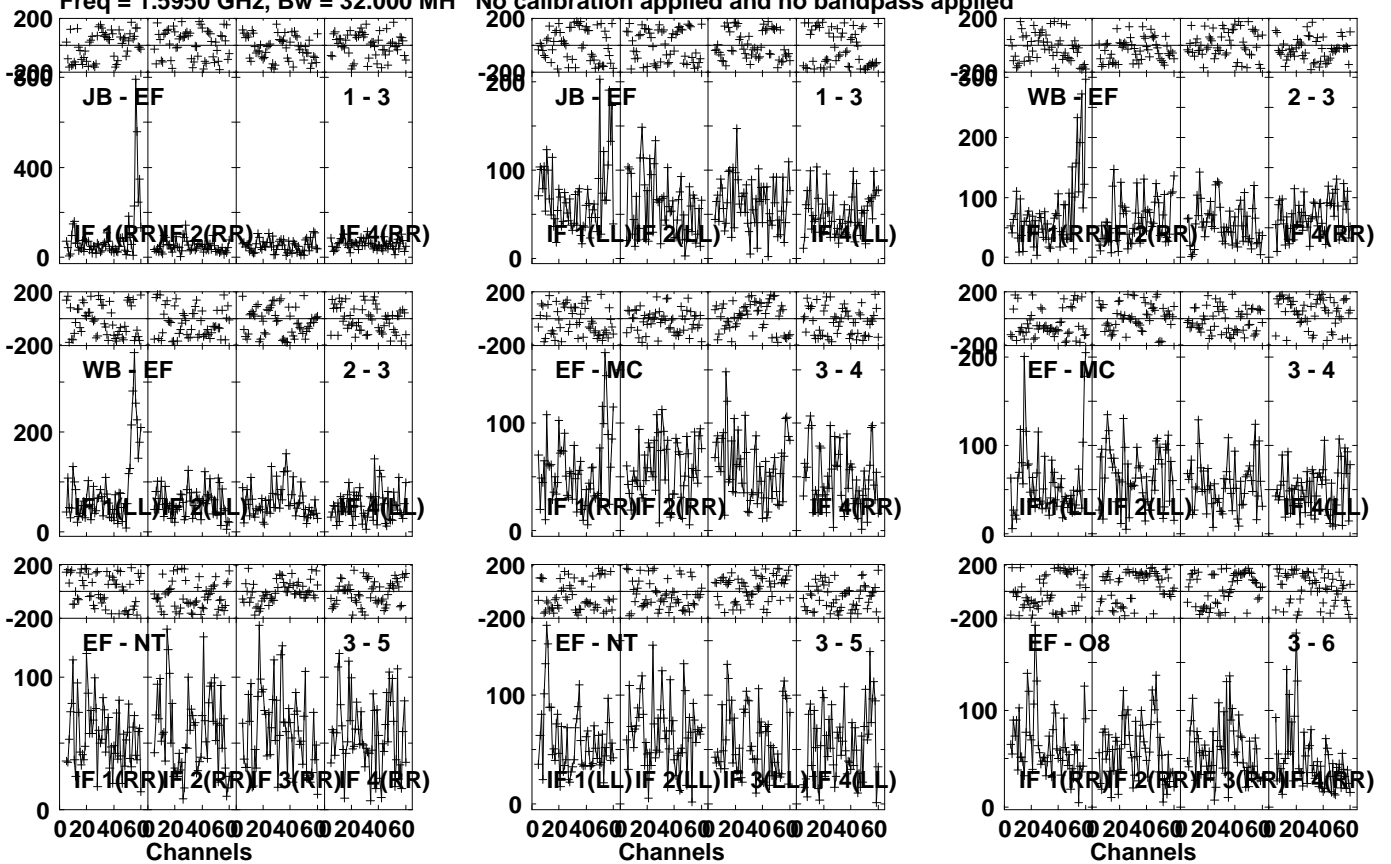 Freq = 1.5950 GHz, Bw = 32.000 MH No calibration applied and no bandpass applied
200
-200
800
400
0
JB - EF
1 - 3
IF 1(RR)
IF 2(RR)
IF 4(RR)
200
-200
200
100
0
JB - EF
1 - 3
IF 1(LL)
IF 2(LL)
IF 4(LL)
200
-200
300
200
100
0
WB - EF
2 - 3
IF 1(RR)
IF 2(RR)
IF 4(RR)
200
-200
200
0
WB - EF
2 - 3
IF 1(LL)
IF 2(LL)
IF 4(LL)
200
-200
100
0
EF - MC
3 - 4
IF 1(RR)
IF 2(RR)
IF 4(RR)
200
-200
200
100
0
EF - MC
3 - 4
IF 1(LL)
IF 2(LL)
IF 4(LL)
200
-200
100
0
EF - NT
3 - 5
IF 1(RR)
IF 2(RR)
IF 3(RR)
IF 4(RR)
0 20 40 60 0 20 40 60 0 20 40 60 0 20 40 60
Channels
200
-200
100
0
EF - NT
3 - 5
IF 1(LL)
IF 2(LL)
IF 3(LL)
IF 4(LL)
0 20 40 60 0 20 40 60 0 20 40 60 0 20 40 60
Channels
200
-200
100
0
EF - O8
3 - 6
IF 1(RR)
IF 2(RR)
IF 3(RR)
IF 4(RR)
0 20 40 60 0 20 40 60 0 20 40 60 0 20 40 60
Channels